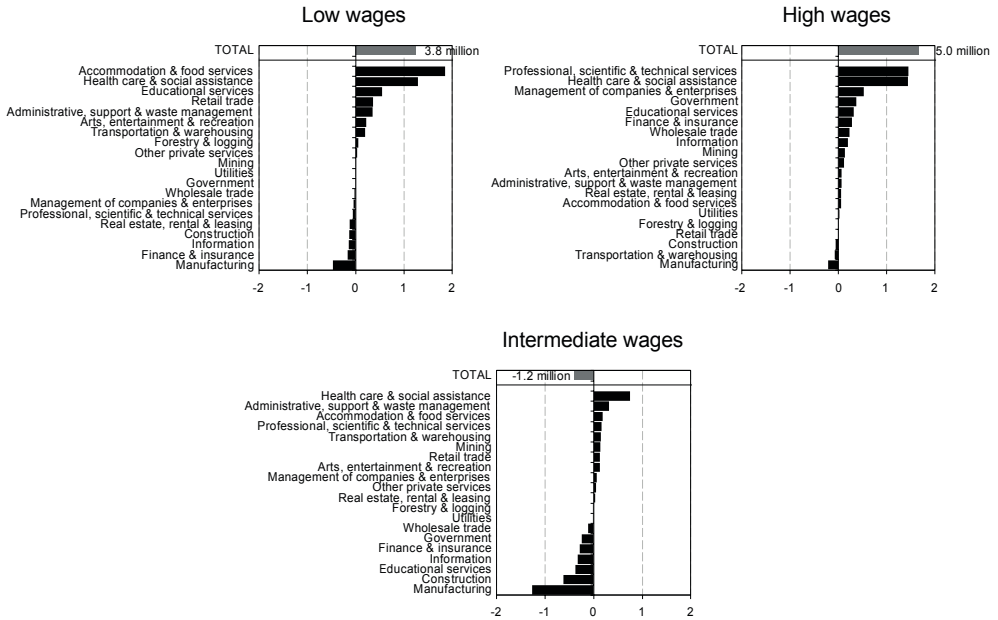 Low wages
TOTAL
3.8 million
Accommodation & food services
Health care & social assistance
Educational services
Retail trade
Administrative, support & waste management
Arts, entertainment & recreation
Transportation & warehousing
Forestry & logging
Other private services
Mining
Utilities
Government
Wholesale trade
Management of companies & enterprises
Professional, scientific & technical services
Real estate, rental & leasing
Construction
Information
Finance & insurance
Manufacturing
-2 -1 0 1 2
High wages
TOTAL
5.0 million
Professional, scientific & technical services
Health care & social assistance
Management of companies & enterprises
Government
Educational services
Finance & insurance
Wholesale trade
Information
Mining
Other private services
Arts, entertainment & recreation
Administrative, support & waste management
Real estate, rental & leasing
Accommodation & food services
Utilities
Forestry & logging
Retail trade
Construction
Transportation & warehousing
Manufacturing
-2 -1 0 1 2
Intermediate wages
TOTAL
-1.2 million
Health care & social assistance
Administrative, support & waste management
Accommodation & food services
Professional, scientific & technical services
Transportation & warehousing
Mining
Retail trade
Arts, entertainment & recreation
Management of companies & enterprises
Other private services
Real estate, rental & leasing
Forestry & logging
Utilities
Wholesale trade
Government
Finance & insurance
Information
Educational services
Construction
Manufacturing
-2 -1 0 1 2